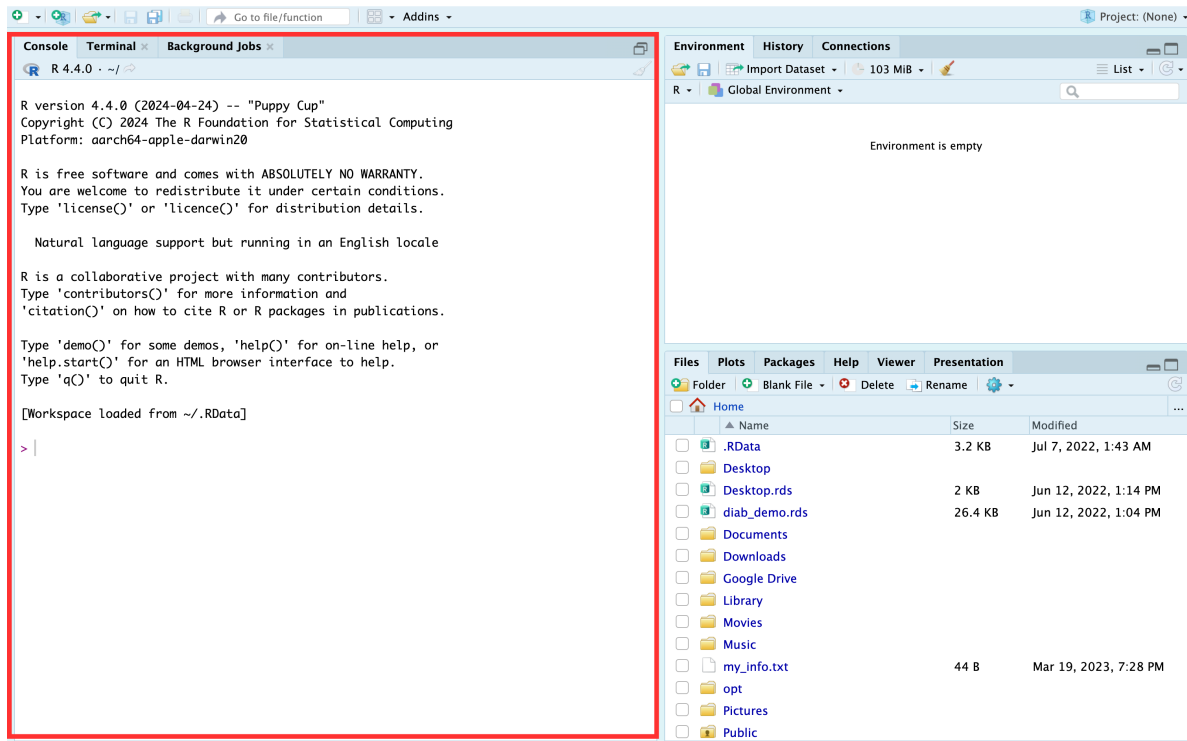 Go to file/function Addins Project: (None)
Console Terminal Background Jobs
R 4.4.0 · ~/
R version 4.4.0 (2024-04-24) -- "Puppy Cup"
Copyright (C) 2024 The R Foundation for Statistical Computing
Platform: aarch64-apple-darwin20
R is free software and comes with ABSOLUTELY NO WARRANTY.
You are welcome to redistribute it under certain conditions.
Type 'license()' or 'licence()' for distribution details.
Natural language support but running in an English locale
R is a collaborative project with many contributors.
Type 'contributors()' for more information and
'citation()' on how to cite R or R packages in publications.
Type 'demo()' for some demos, 'help()' for on-line help, or
'help.start()' for an HTML browser interface to help.
Type 'q()' to quit R.
[Workspace loaded from ~/.RData]
>
Environment History Connections
Import Dataset 103 MiB List
R Global Environment
Environment is empty
Files Plots Packages Help Viewer Presentation
Folder Blank File Delete Rename
Home ...
Name Size Modified
.RData 3.2 KB Jul 7, 2022, 1:43 AM
Desktop
Desktop.rds 2 KB Jun 12, 2022, 1:14 PM
diab_demo.rds 26.4 KB Jun 12, 2022, 1:04 PM
Documents
Downloads
Google Drive
Library
Movies
Music
my_info.txt 44 B Mar 19, 2023, 7:28 PM
opt
Pictures
Public